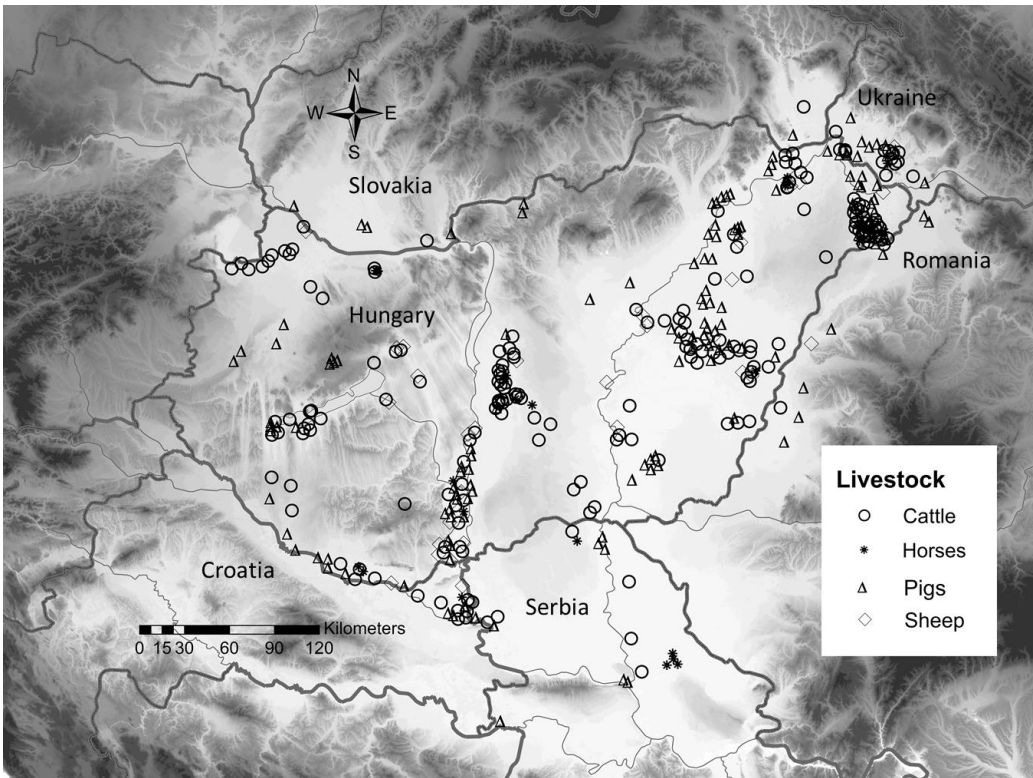 Ukraine
N
W E
S
Slovakia
Romania
Hungary
Livestock
Cattle
Horses
Pigs
Sheep
Croatia
Serbia
Kilometers
0 15 30 60 90 120